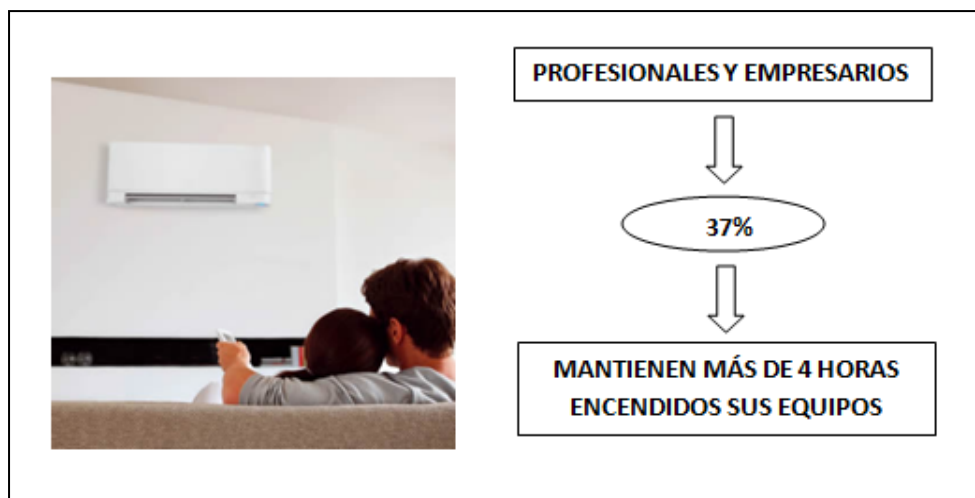 PROFESIONALES Y EMPRESARIOS
37%
MANTIENEN MÁS DE 4 HORAS
ENCENDIDOS SUS EQUIPOS